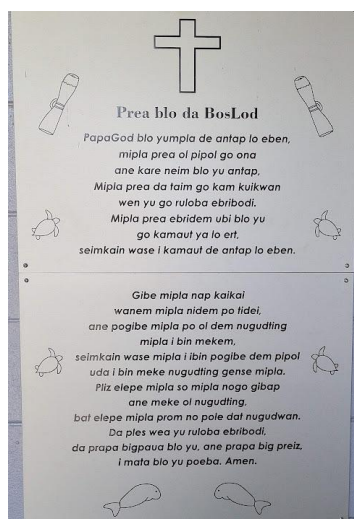 Prea blo da BosLod
PapaGod blo yumpla de antap lo eben,
mipla prea ol pipol go ona
ane kare neim blo yu antap,
Mipla prea da taim go kam kuikwan
wen yu go ruloba ebribodi.
Mipla prea ebridem ubi blo yu
go kamaut ya lo ert,
seimkain wase i kamaut de antap lo eben.
Gibe mipla nap kaikai
wanem mipla nidem po tidei,
ane pogibe mipla po ol dem nugudting
mipla i bin mekem,
seimkain wase mipla i ibin pogibe dem pipol
uda i bin meke nugudting gense mipla.
Pliz elepe mipla so mipla nogo gibap
ane meke ol nugudting,
bat elepe mipla prom no pole dat nugudwan.
Da ples wea yu ruloba ebribodi,
da prapa bigpaua blo yu, ane prapa big preiz,
i mata blo yu poeba. Amen.